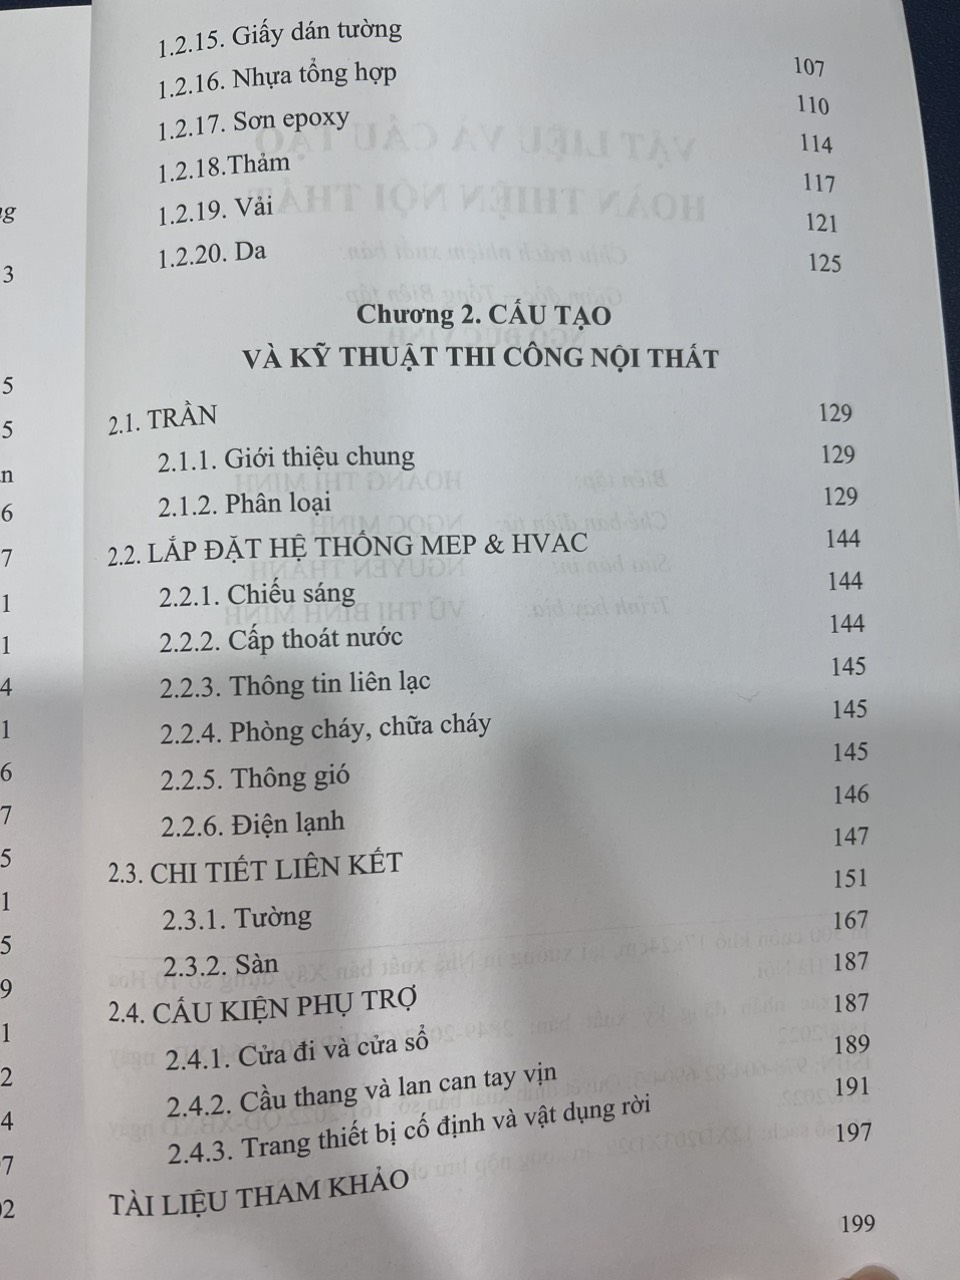 1.2.15. Giấy dán tường 107
1.2.16. Nhựa tổng hợp 110
1.2.17. Sơn epoxy 114
1.2.18.Thảm 117
1.2.19. Vải 121
1.2.20. Da 125
Chương 2. CẤU TẠO
VÀ KỸ THUẬT THI CÔNG NỘI THẤT
2.1. TRẦN 129
2.1.1. Giới thiệu chung 129
2.1.2. Phân loại 129
2.2. LẮP ĐẶT HỆ THỐNG MEP & HVAC 144
2.2.1. Chiếu sáng 144
2.2.2. Cấp thoát nước 144
2.2.3. Thông tin liên lạc 145
2.2.4. Phòng cháy, chữa cháy 145
2.2.5. Thông gió 145
2.2.6. Điện lạnh 146
2.3. CHI TIẾT LIÊN KẾT 147
2.3.1. Tường 151
2.3.2. Sàn 167
2.4. CẤU KIỆN PHỤ TRỢ 187
2.4.1. Cửa đi và cửa sổ 187
2.4.2. Cầu thang và lan can tay vịn 189
2.4.3. Trang thiết bị cố định và vật dụng rời 191
TÀI LIỆU THAM KHẢO 197
199